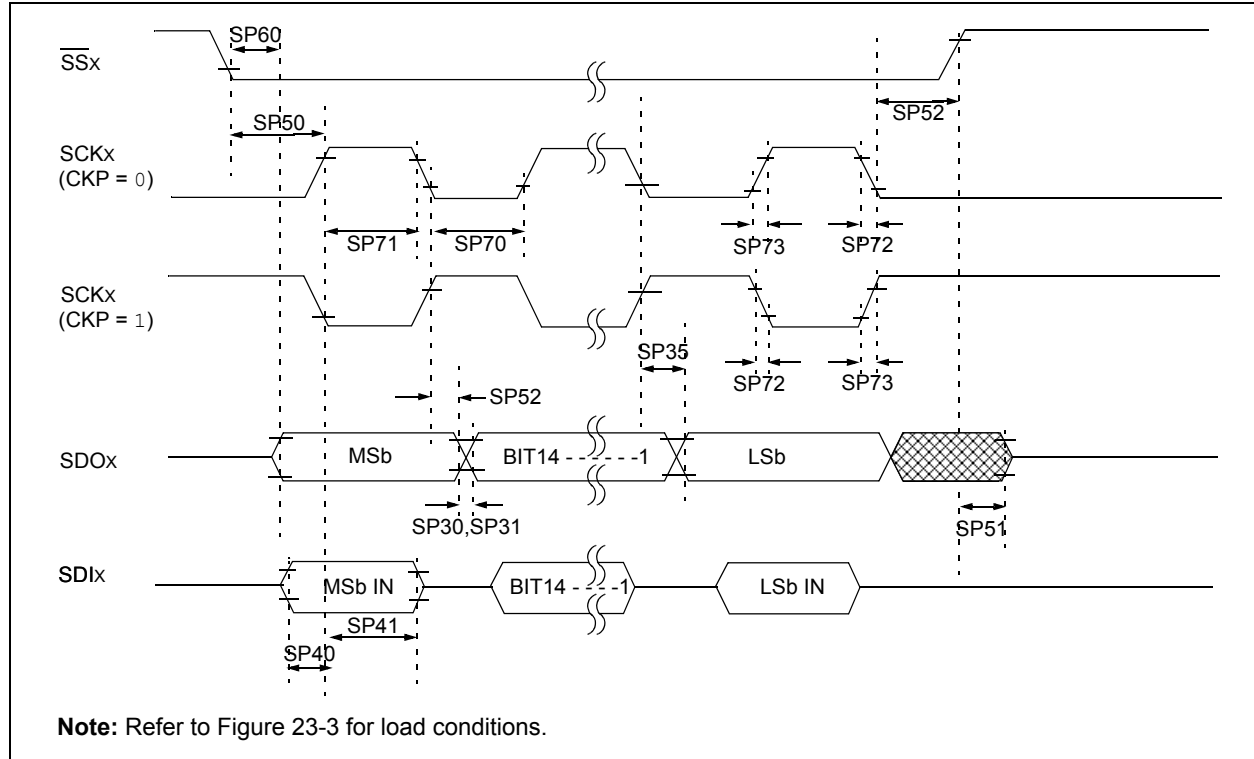 SP60
SSx
SP52
SP50
SCKx
(CKP = 0)
SP71
SP70
SP73
SP72
SCKx
(CKP = 1)
SP35
SP72
SP73
SP52
SDOx
MSb
BIT14 - - - - - -1
LSb
SP30,SP31
SP51
SDIx
MSb IN
BIT14 - - - - -1
LSb IN
SP41
SP40
Note: Refer to Figure 23-3 for load conditions.